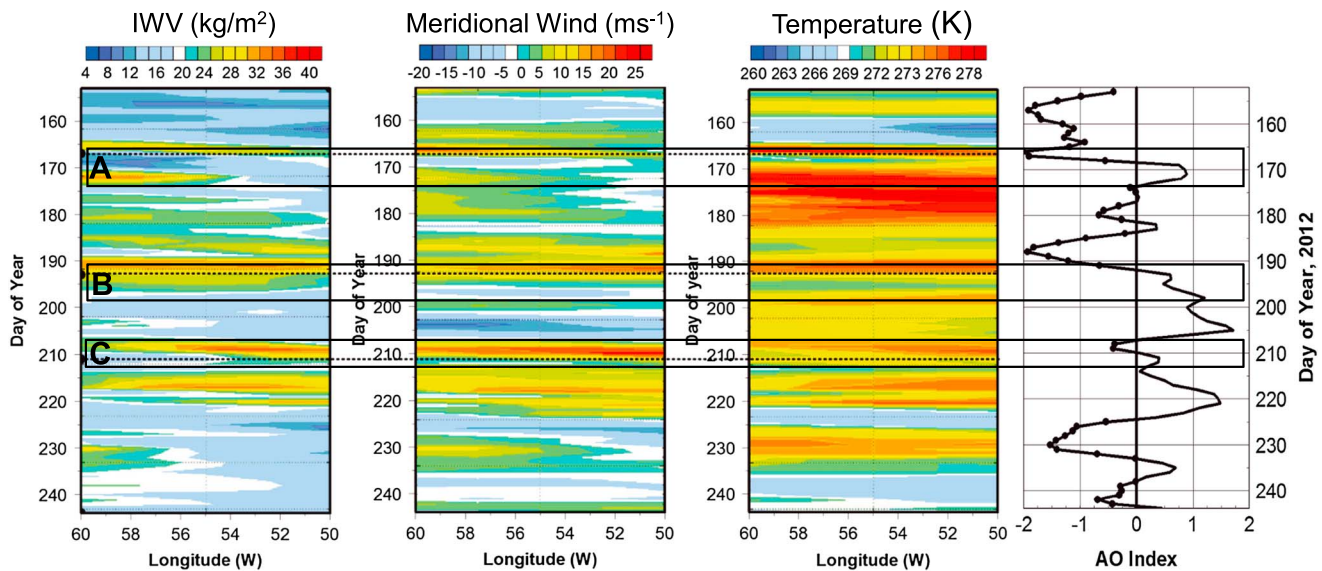 IWV (kg/m²)
4 8 12 16 20 24 28 32 36 40
Meridional Wind (ms⁻¹)
-20 -15 -10 -5 0 5 10 15 20 25
Temperature (K)
260 263 266 269 272 273 276 278
160
170
180
190
200
210
220
230
240
Day of Year
A
B
C
60 58 56 54 52 50
Longitude (W)
160
170
180
190
200
210
220
230
240
Day of Year
60 58 56 54 52 50
Longitude (W)
160
170
180
190
200
210
220
230
240
Day of year
60 58 56 54 52 50
Longitude (W)
160
170
180
190
200
210
220
230
240
Day of Year, 2012
-2 -1 0 1 2
AO Index